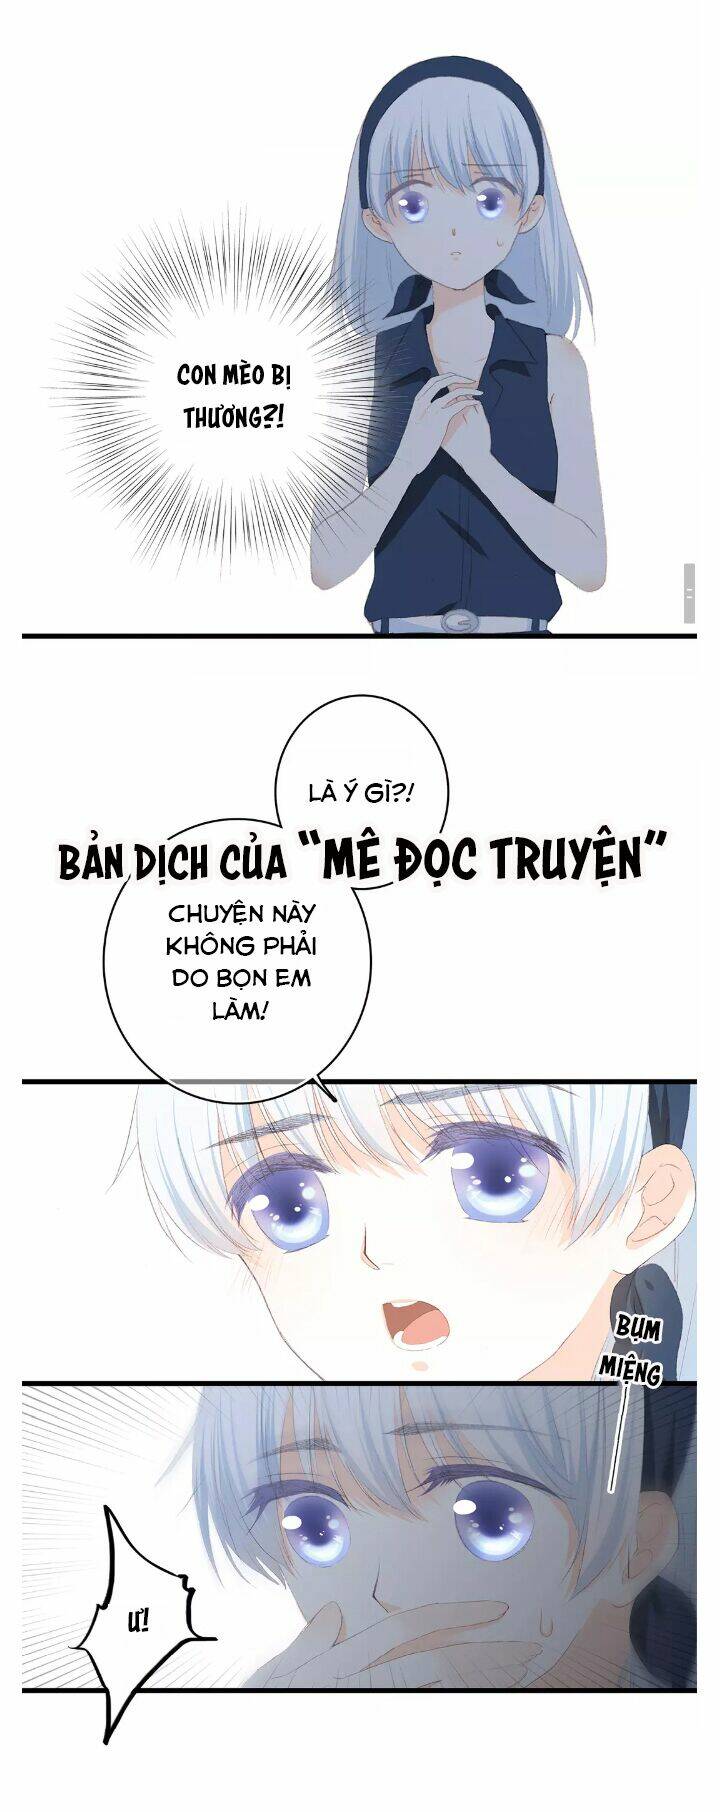 CON MÈO BỊ
THƯƠNG?!
LÀ Ý GÌ?!
BẢN DỊCH CỦA "MÊ ĐỌC TRUYỆN"
CHUYỆN NÀY
KHÔNG PHẢI
DO BỌN EM
LÀM!
BỤM
MIỆNG
Ư!